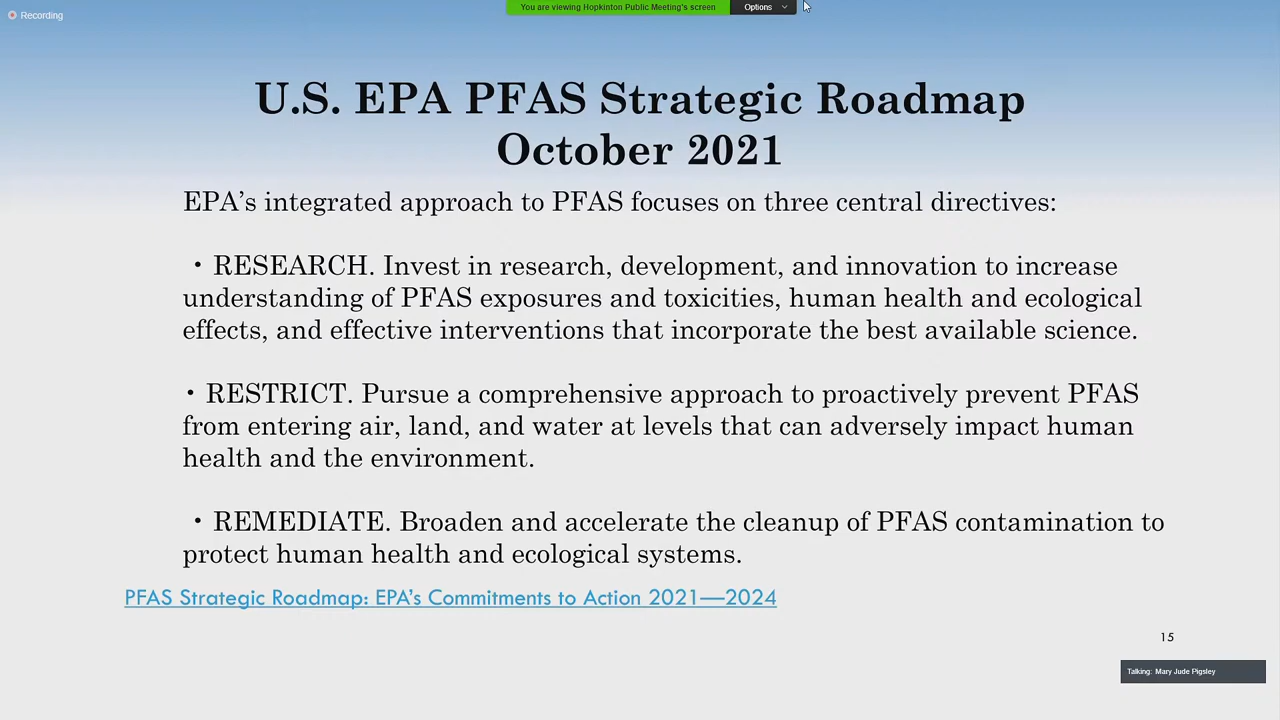 Recording
You are viewing Hopkinton Public Meeting's screen
Options
U.S. EPA PFAS Strategic Roadmap
October 2021
EPA’s integrated approach to PFAS focuses on three central directives:
• RESEARCH. Invest in research, development, and innovation to increase
understanding of PFAS exposures and toxicities, human health and ecological
effects, and effective interventions that incorporate the best available science.
• RESTRICT. Pursue a comprehensive approach to proactively prevent PFAS
from entering air, land, and water at levels that can adversely impact human
health and the environment.
• REMEDIATE. Broaden and accelerate the cleanup of PFAS contamination to
protect human health and ecological systems.
PFAS Strategic Roadmap: EPA’s Commitments to Action 2021—2024
15
Talking: Mary Jude Pigsley